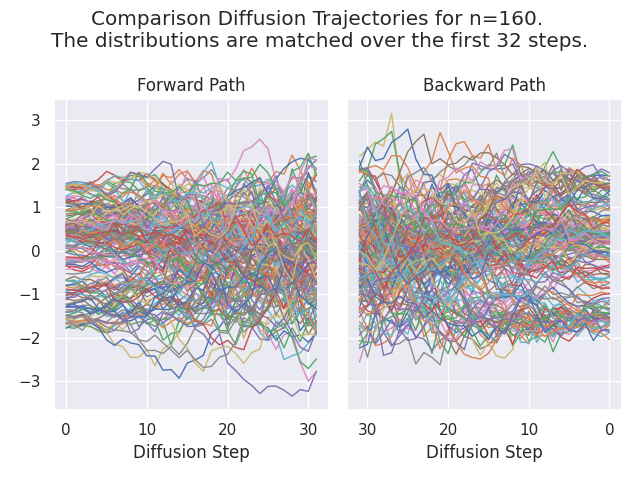 Comparison Diffusion Trajectories for n=160.
The distributions are matched over the first 32 steps.
Forward Path
Backward Path
3
2
1
0
−1
−2
−3
0 10 20 30
30 20 10 0
Diffusion Step
Diffusion Step